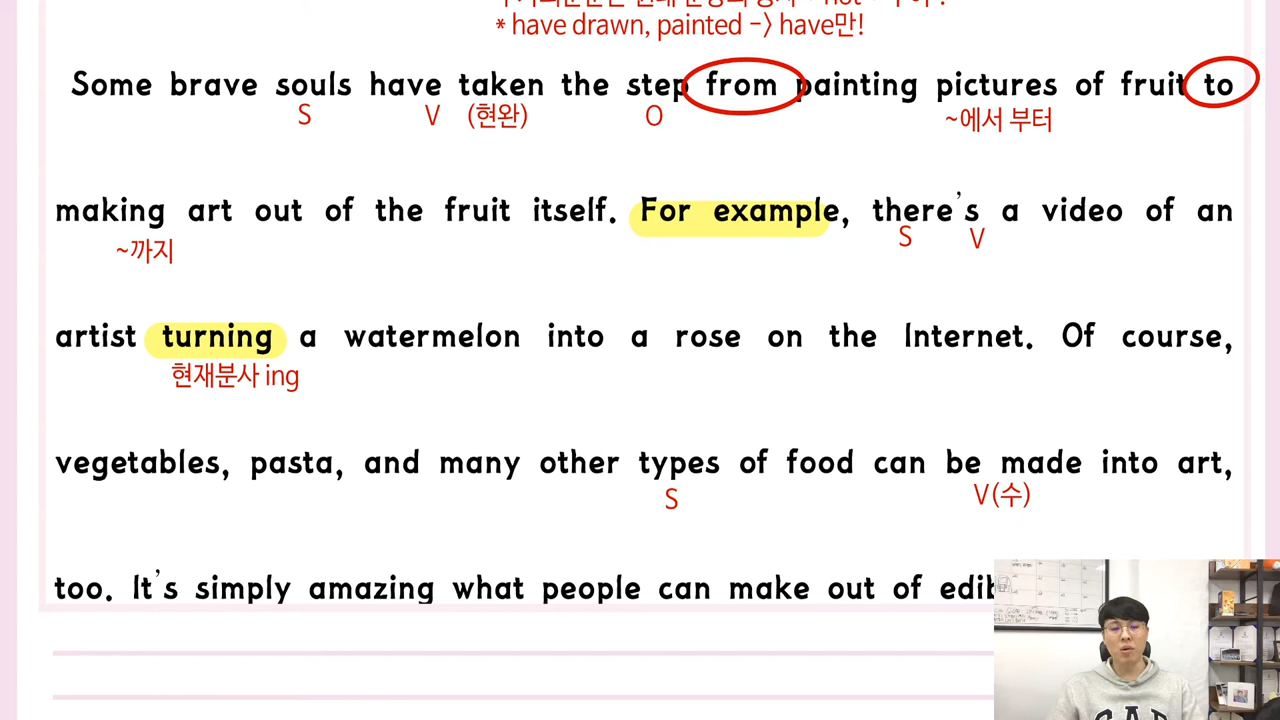 * have drawn, painted -> have만!
Some brave souls have taken the step from painting pictures of fruit to
S V (현완) O ~에서 부터
making art out of the fruit itself. For example, there's a video of an
~까지 S V
artist turning a watermelon into a rose on the Internet. Of course,
현재분사 ing
vegetables, pasta, and many other types of food can be made into art,
S V(수)
too. It's simply amazing what people can make out of
GAP